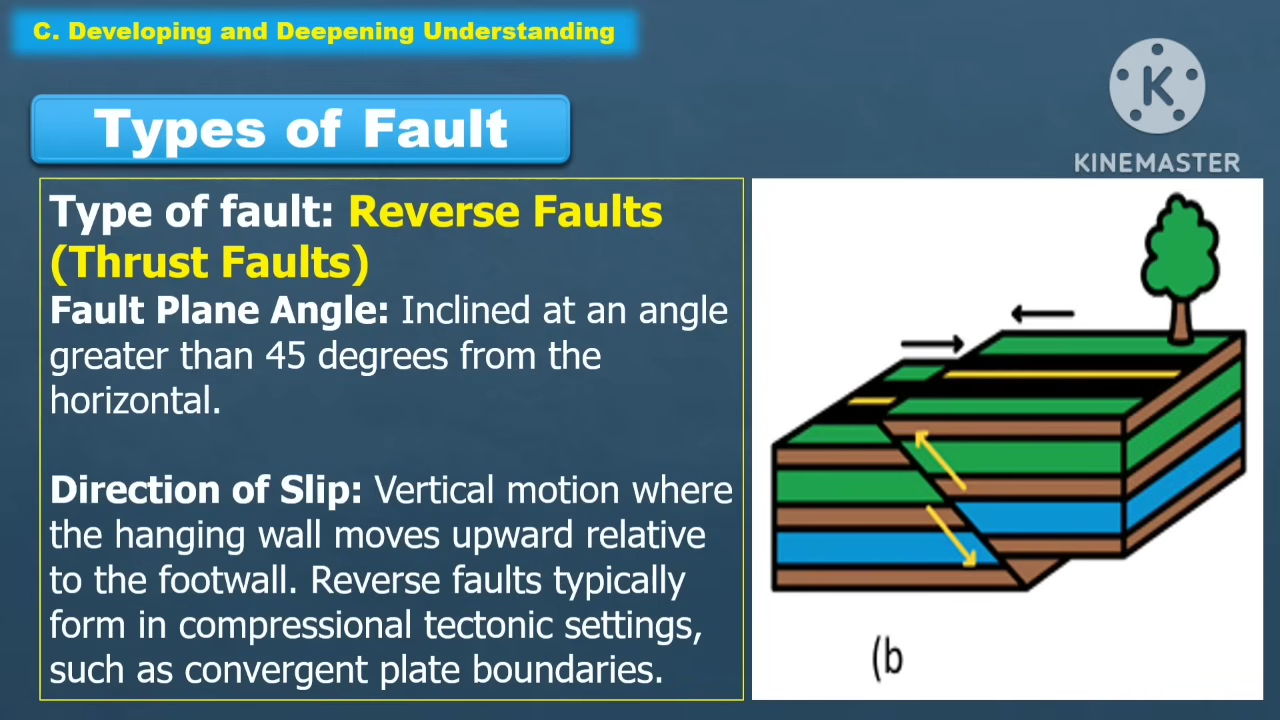 C. Developing and Deepening Understanding
Types of Fault
K
KINEMASTER
Type of fault: Reverse Faults
(Thrust Faults)
Fault Plane Angle: Inclined at an angle
greater than 45 degrees from the
horizontal.
Direction of Slip: Vertical motion where
the hanging wall moves upward relative
to the footwall. Reverse faults typically
form in compressional tectonic settings,
such as convergent plate boundaries.
(b